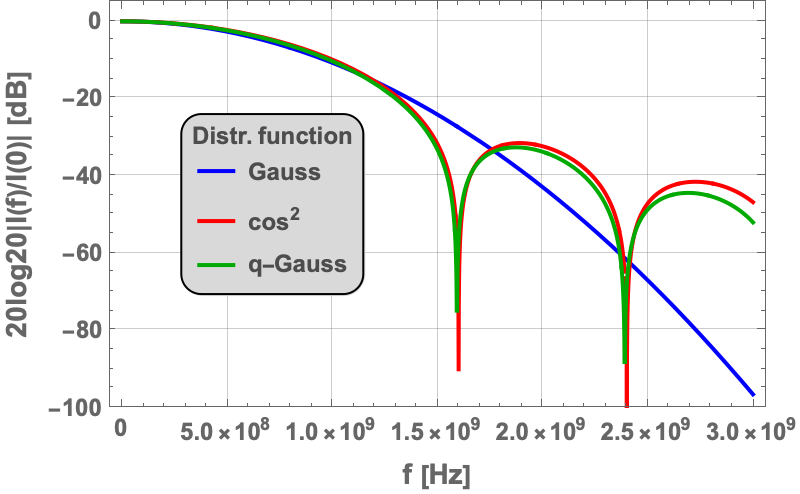 20log20|I(f)/I(0)| [dB]
0
−20
−40
−60
−80
−100
Distr. function
Gauss
cos²
q−Gauss
0 5.0×10⁸ 1.0×10⁹ 1.5×10⁹ 2.0×10⁹ 2.5×10⁹ 3.0×10⁹
f [Hz]